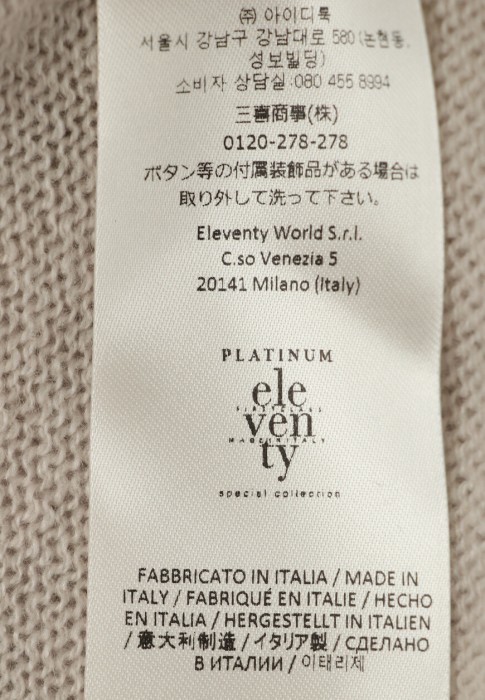 ㈜ 아이디룩
서울시 강남구 강남대로 580 (논현동,
성보빌딩)
소비자 상담실:080 455 8994
三喜商事(株)
0120-278-278
ボタン等の付属装飾品がある場合は
取り外して洗って下さい。
Eleventy World S.r.l.
C.so Venezia 5
20141 Milano (Italy)
PLATINUM
ele
FIRSTCLASS
ven
MADEINITALY
ty
special collection
FABBRICATO IN ITALIA / MADE IN
ITALY / FABRIQUÉ EN ITALIE / HECHO
EN ITALIA / HERGESTELLT IN ITALIEN
/ 意大利制造 / イタリア製 / СДЕЛАНО
В ИТАЛИИ / 이태리제